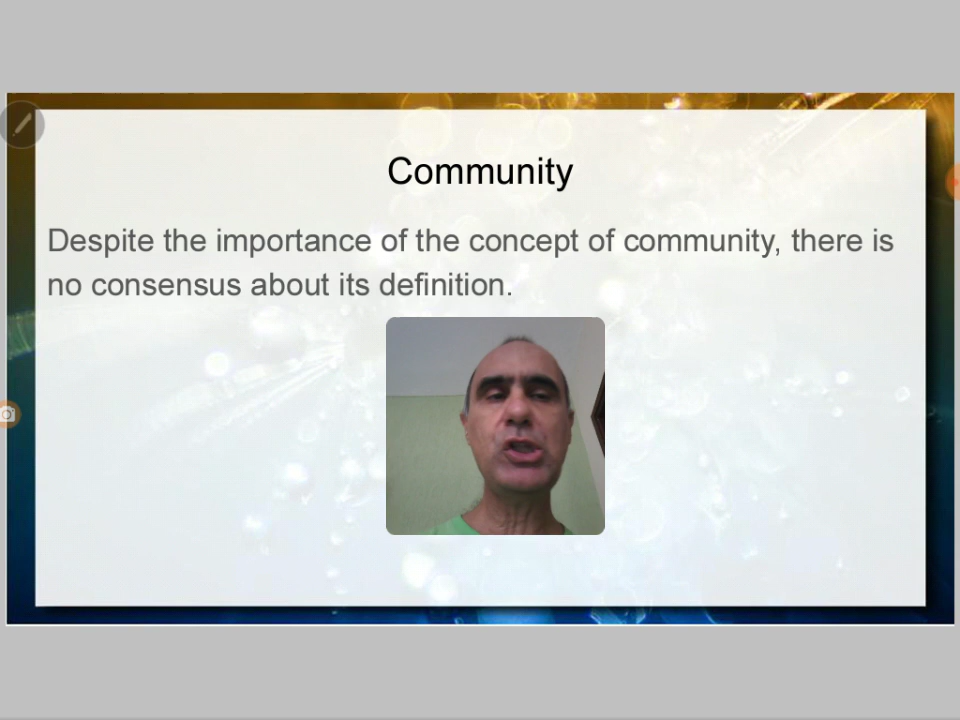 Community
Despite the importance of the concept of community, there is
no consensus about its definition.